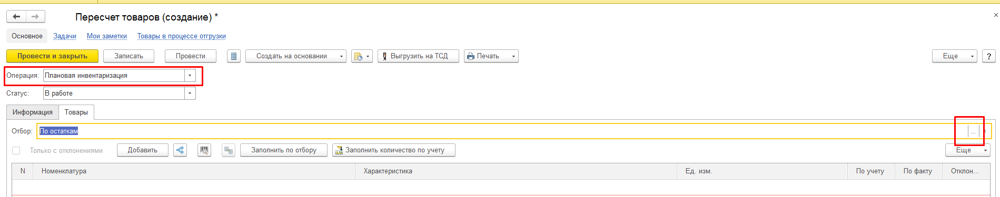 Пересчет товаров (создание) *
Основное Задачи Мои заметки Товары в процессе отгрузки
Провести и закрыть Записать Провести Создать на основании Выгрузить на ТСД Печать Еще ?
Операция: Плановая инвентаризация
Статус: В работе
Информация Товары
Отбор: По остаткам ...
Только с отклонениями Добавить Заполнить по отбору Заполнить количество по учету Еще
N Номенклатура Характеристика Ед. изм. По учету По факту Отклон...